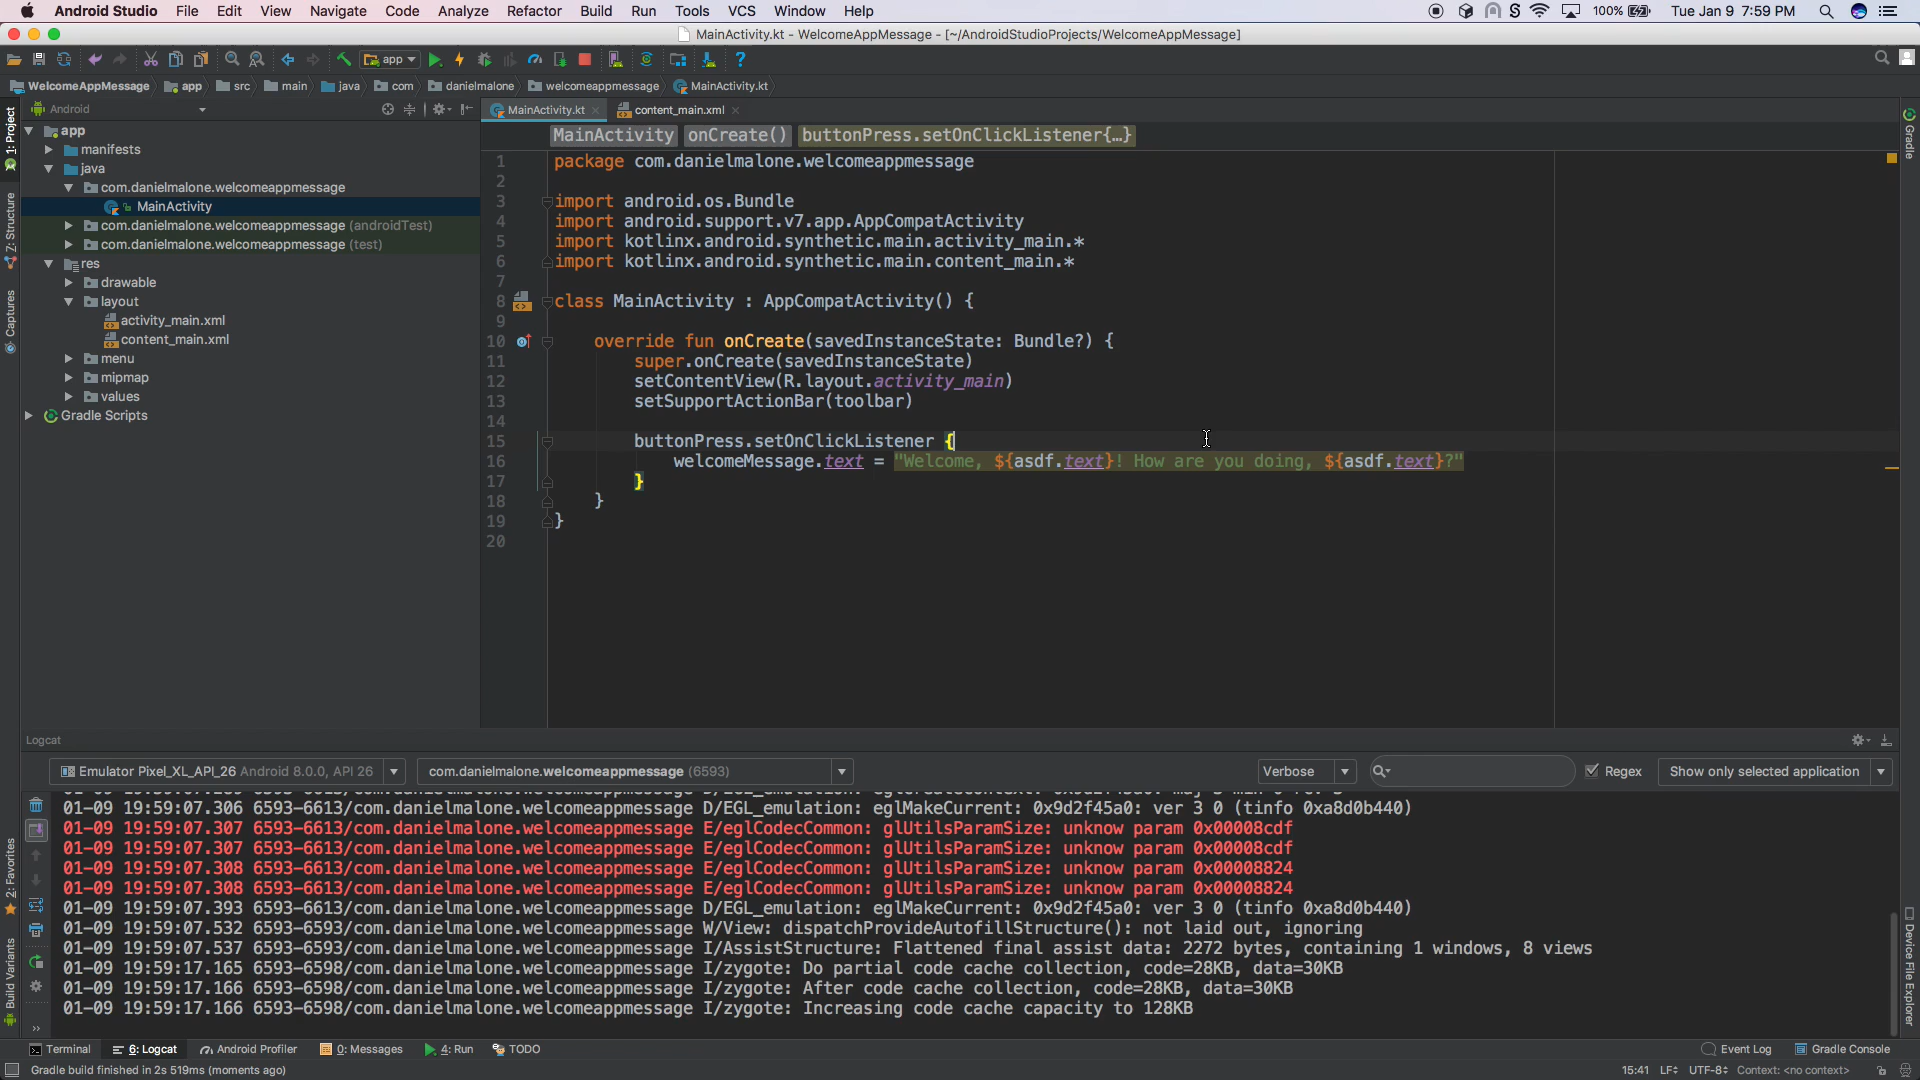 Android Studio File Edit View Navigate Code Analyze Refactor Build Run Tools VCS Window Help 100% Tue Jan 9 7:59 PM
MainActivity.kt - WelcomeAppMessage - [~/AndroidStudioProjects/WelcomeAppMessage]
app
WelcomeAppMessage app src main java com danielmalone welcomeappmessage MainActivity.kt
Android
MainActivity.kt content_main.xml
MainActivity onCreate() buttonPress.setOnClickListener{…}
1: Project
Z: Structure
Captures
2: Favorites
Build Variants
app
manifests
java
com.danielmalone.welcomeappmessage
MainActivity
com.danielmalone.welcomeappmessage (androidTest)
com.danielmalone.welcomeappmessage (test)
res
drawable
layout
activity_main.xml
content_main.xml
menu
mipmap
values
Gradle Scripts
1 package com.danielmalone.welcomeappmessage
2
3 import android.os.Bundle
4 import android.support.v7.app.AppCompatActivity
5 import kotlinx.android.synthetic.main.activity_main.*
6 import kotlinx.android.synthetic.main.content_main.*
7
8 class MainActivity : AppCompatActivity() {
9
10 override fun onCreate(savedInstanceState: Bundle?) {
11 super.onCreate(savedInstanceState)
12 setContentView(R.layout.activity_main)
13 setSupportActionBar(toolbar)
14
15 buttonPress.setOnClickListener {
16 welcomeMessage.text = "Welcome, ${asdf.text}! How are you doing, ${asdf.text}?"
17 }
18 }
19 }
20
Gradle
Device File Explorer
Logcat
Emulator Pixel_XL_API_26 Android 8.0.0, API 26 com.danielmalone.welcomeappmessage (6593) Verbose Regex Show only selected application
01-09 19:59:07.306 6593-6613/com.danielmalone.welcomeappmessage D/EGL_emulation: eglMakeCurrent: 0x9d2f45a0: ver 3 0 (tinfo 0xa8d0b440)
01-09 19:59:07.307 6593-6613/com.danielmalone.welcomeappmessage E/eglCodecCommon: glUtilsParamSize: unknow param 0x00008cdf
01-09 19:59:07.307 6593-6613/com.danielmalone.welcomeappmessage E/eglCodecCommon: glUtilsParamSize: unknow param 0x00008cdf
01-09 19:59:07.308 6593-6613/com.danielmalone.welcomeappmessage E/eglCodecCommon: glUtilsParamSize: unknow param 0x00008824
01-09 19:59:07.308 6593-6613/com.danielmalone.welcomeappmessage E/eglCodecCommon: glUtilsParamSize: unknow param 0x00008824
01-09 19:59:07.393 6593-6613/com.danielmalone.welcomeappmessage D/EGL_emulation: eglMakeCurrent: 0x9d2f45a0: ver 3 0 (tinfo 0xa8d0b440)
01-09 19:59:07.532 6593-6593/com.danielmalone.welcomeappmessage W/View: dispatchProvideAutofillStructure(): not laid out, ignoring
01-09 19:59:07.537 6593-6593/com.danielmalone.welcomeappmessage I/AssistStructure: Flattened final assist data: 2272 bytes, containing 1 windows, 8 views
01-09 19:59:17.165 6593-6598/com.danielmalone.welcomeappmessage I/zygote: Do partial code cache collection, code=28KB, data=30KB
01-09 19:59:17.166 6593-6598/com.danielmalone.welcomeappmessage I/zygote: After code cache collection, code=28KB, data=30KB
01-09 19:59:17.166 6593-6598/com.danielmalone.welcomeappmessage I/zygote: Increasing code cache capacity to 128KB
Terminal 6: Logcat Android Profiler 0: Messages 4: Run TODO Event Log Gradle Console
Gradle build finished in 2s 519ms (moments ago) 15:41 LF÷ UTF-8÷ Context: <no context>